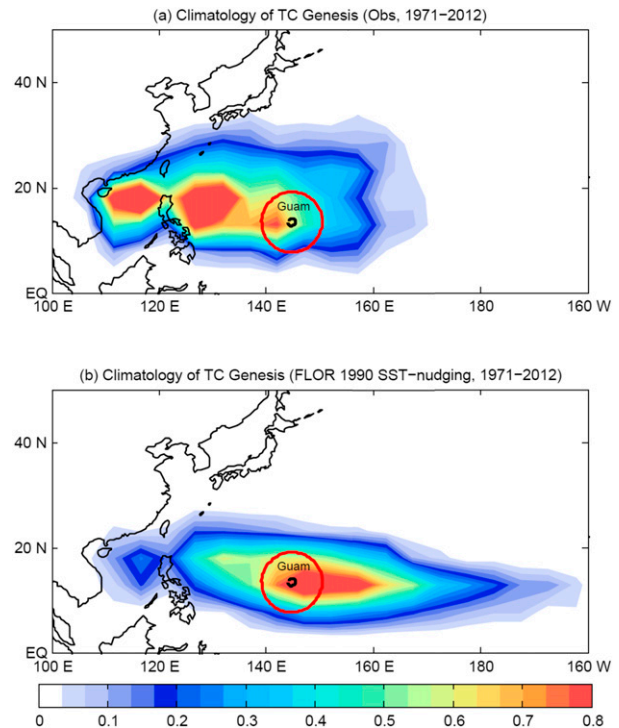 (a) Climatology of TC Genesis (Obs, 1971−2012)
40 N
20 N
Guam
EQ
100 E 120 E 140 E 160 E 180 160 W
(b) Climatology of TC Genesis (FLOR 1990 SST−nudging, 1971−2012)
40 N
20 N
Guam
EQ
100 E 120 E 140 E 160 E 180 160 W
0 0.1 0.2 0.3 0.4 0.5 0.6 0.7 0.8